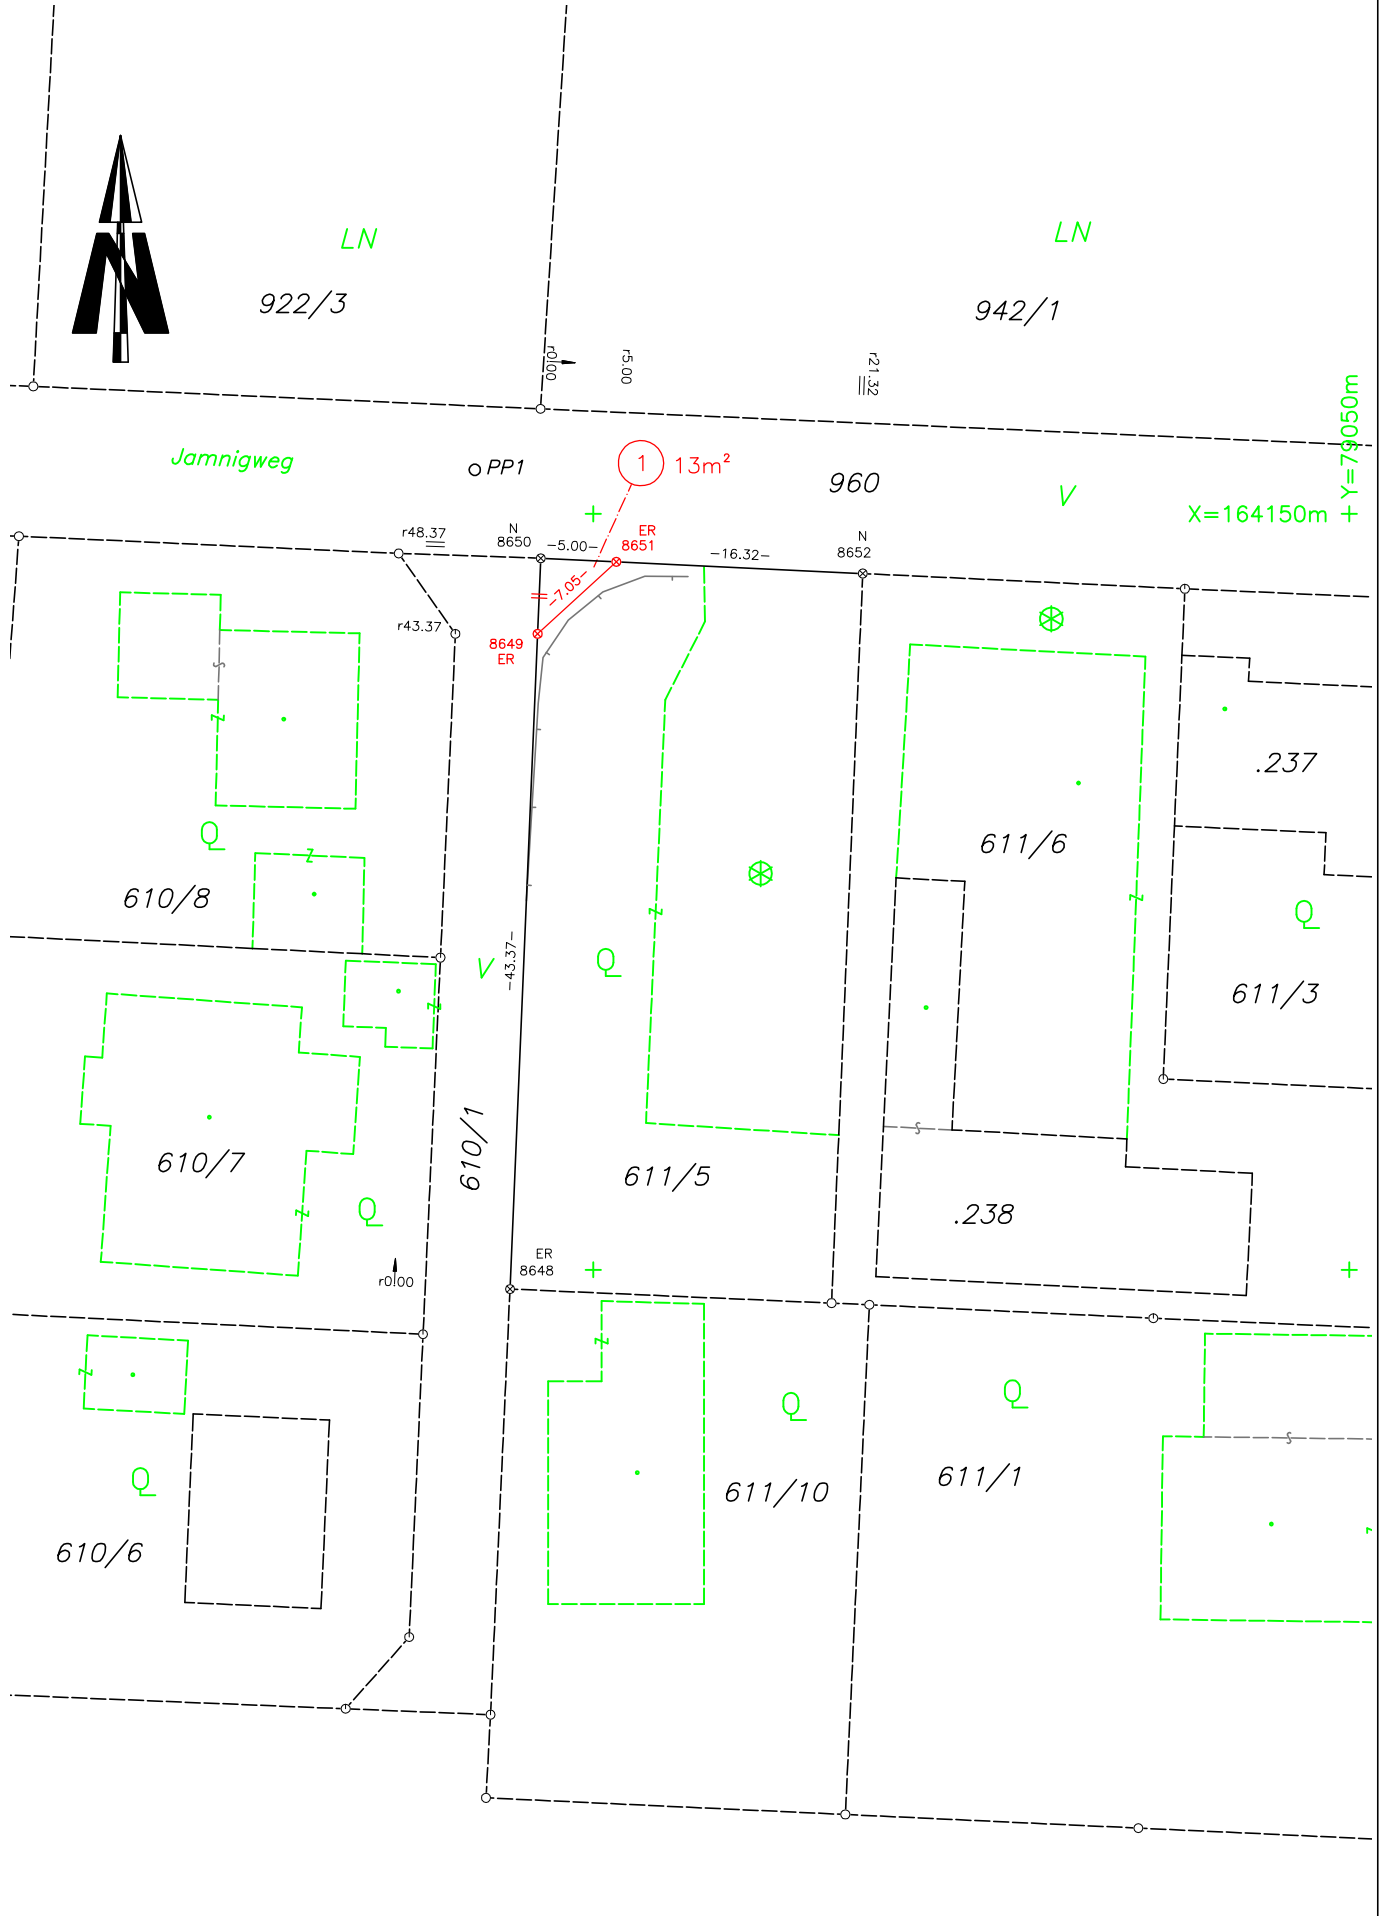 LN
LN
922/3
942/1
N
r0.00
r5.00
r21.32
Y=79050m
Jamnigweg
PP1
1
13m²
960
V
X=164150m
r48.37
N
8650
-5.00-
ER
8651
-16.32-
N
8652
-7.05-
r43.37
8649
ER
.237
611/6
Q
610/8
Q
V
-43.37-
Q
611/3
610/7
610/1
611/5
Q
.238
r0.00
ER
8648
Q
Q
Q
611/10
611/1
610/6